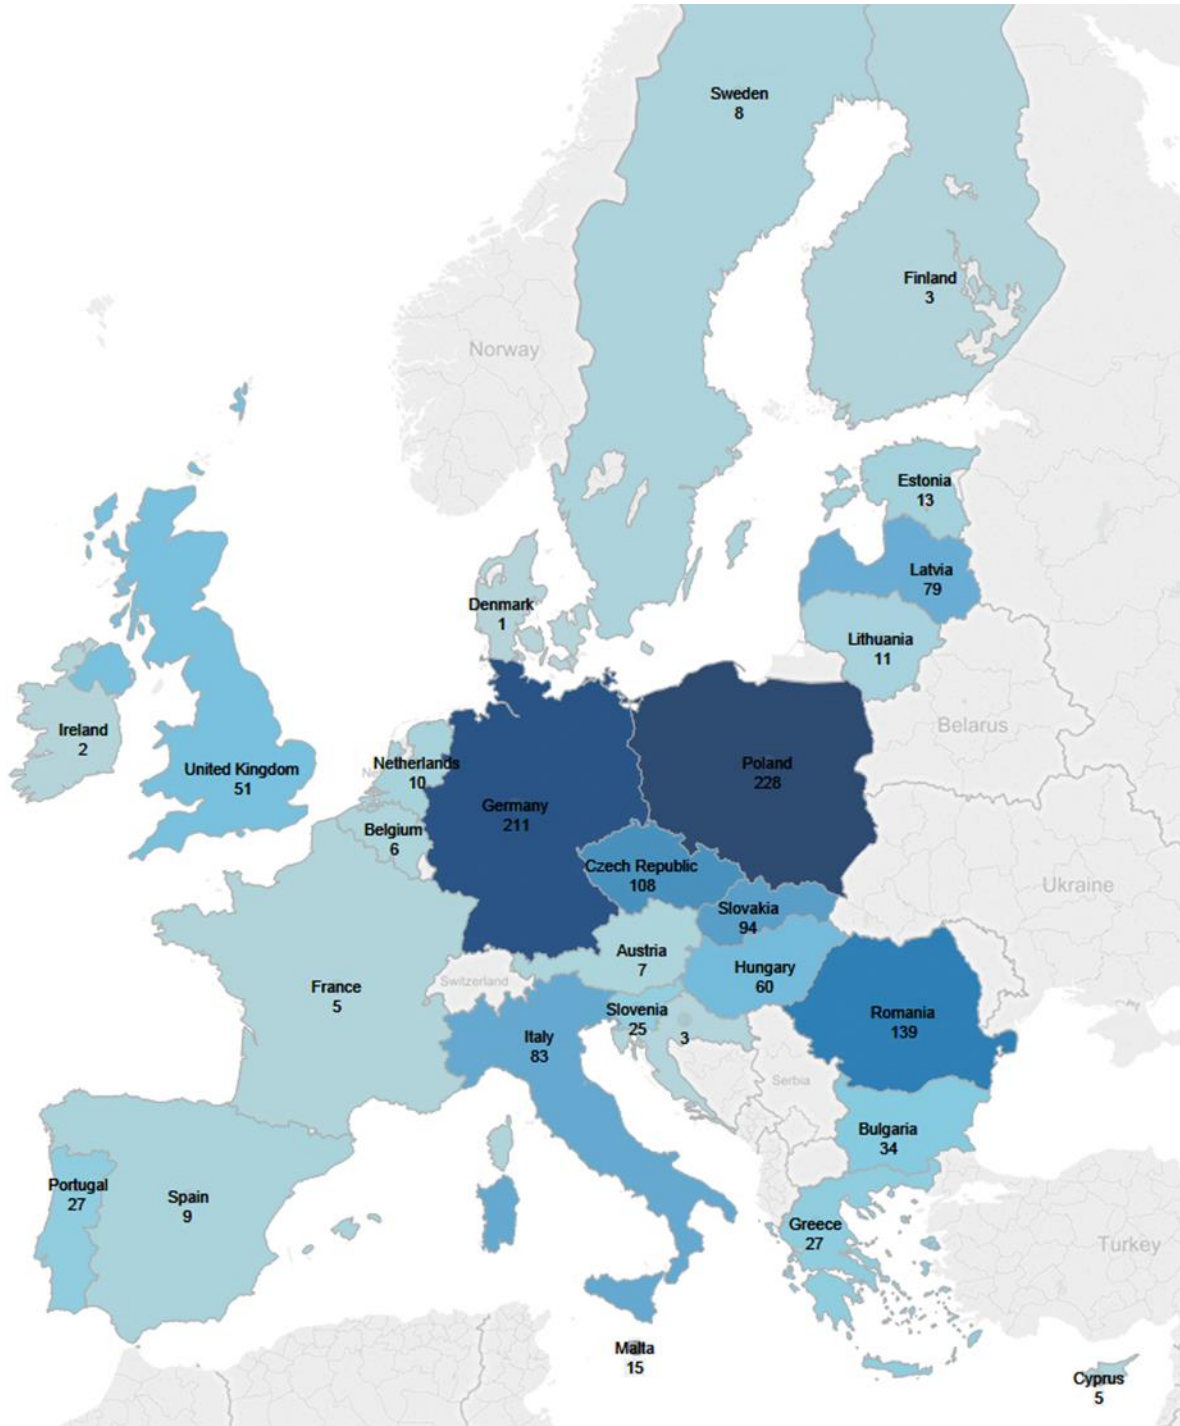 Sweden
8
Finland
3
Norway
Estonia
13
Latvia
79
Denmark
1
Lithuania
11
Ireland
2
Belarus
United Kingdom
51
Netherlands
10
Poland
228
Germany
211
Belgium
6
Czech Republic
108
Ukraine
Slovakia
94
Austria
7
Hungary
60
Switzerland
France
5
Slovenia
25
3
Romania
139
Italy
83
Serbia
Bulgaria
34
Portugal
27
Spain
9
Greece
27
Turkey
Malta
15
Cyprus
5